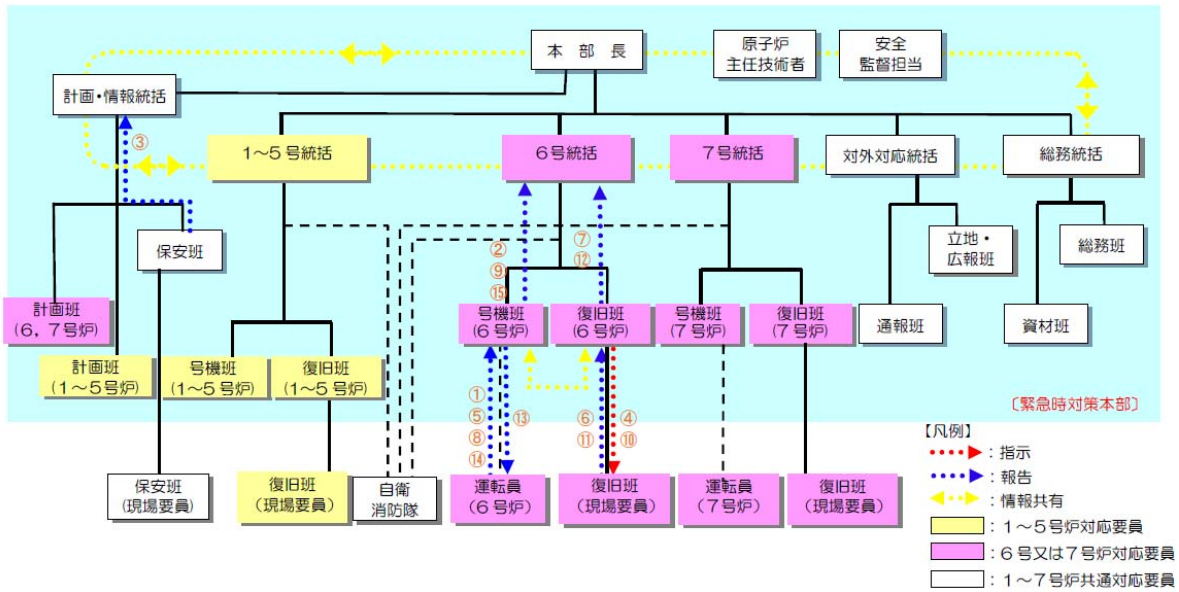 本 部 長
原子炉
主任技術者
安全
監督担当
計画・情報統括
③
1～5号統括
6号統括
7号統括
対外対応統括
総務統括
保安班
②
⑨
⑮
⑦
⑫
立地・
広報班
総務班
計画班
(6，7号炉)
号機班
(6号炉)
復旧班
(6号炉)
号機班
(7号炉)
復旧班
(7号炉)
通報班
資材班
計画班
(1～5号炉)
号機班
(1～5号炉)
復旧班
(1～5号炉)
①
⑤
⑧
⑭
⑬
⑥
⑪
④
⑩
〔緊急時対策本部〕
保安班
(現場要員)
復旧班
(現場要員)
自衛
消防隊
運転員
(6号炉)
復旧班
(現場要員)
運転員
(7号炉)
復旧班
(現場要員)
【凡例】
：指示
：報告
：情報共有
：1～5号炉対応要員
：6号又は7号炉対応要員
：1～7号炉共通対応要員